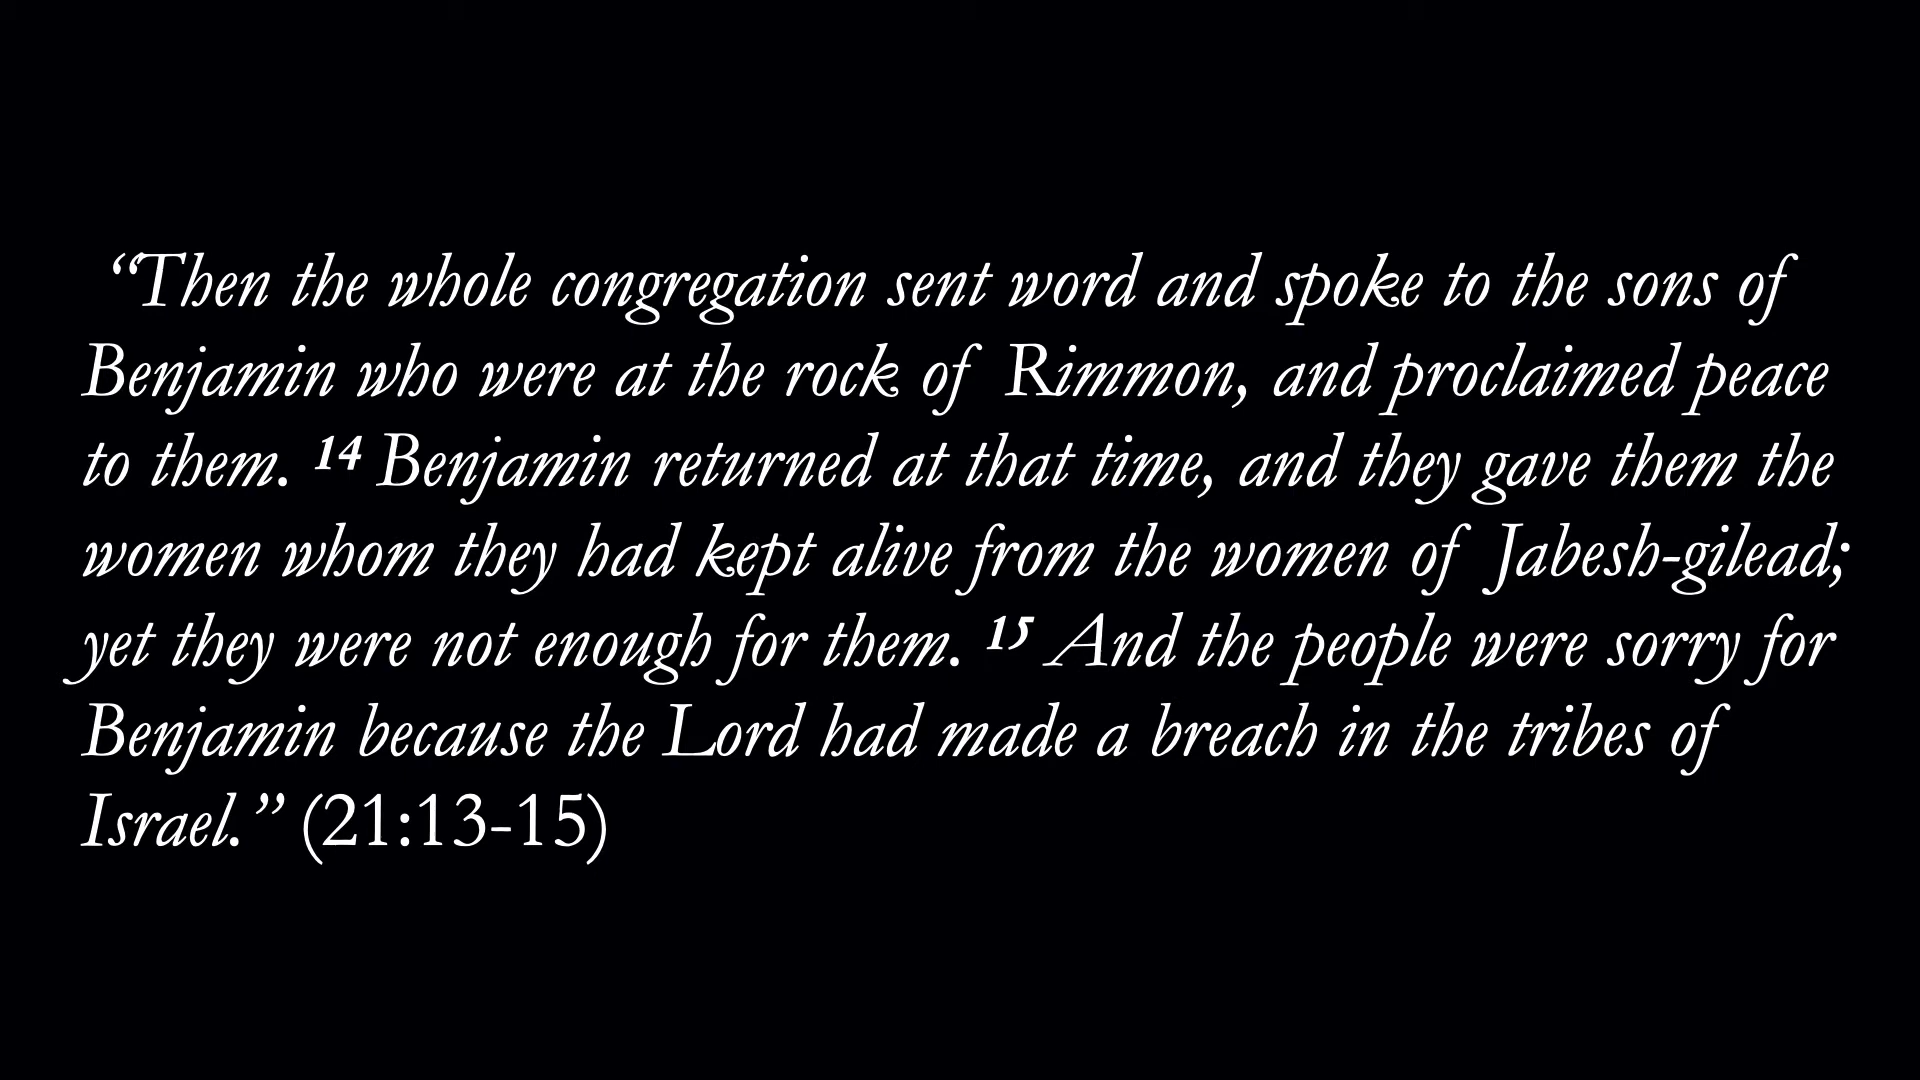 “Then the whole congregation sent word and spoke to the sons of
Benjamin who were at the rock of Rimmon, and proclaimed peace
to them. 14 Benjamin returned at that time, and they gave them the
women whom they had kept alive from the women of Jabesh-gilead;
yet they were not enough for them. 15 And the people were sorry for
Benjamin because the Lord had made a breach in the tribes of
Israel.” (21:13-15)